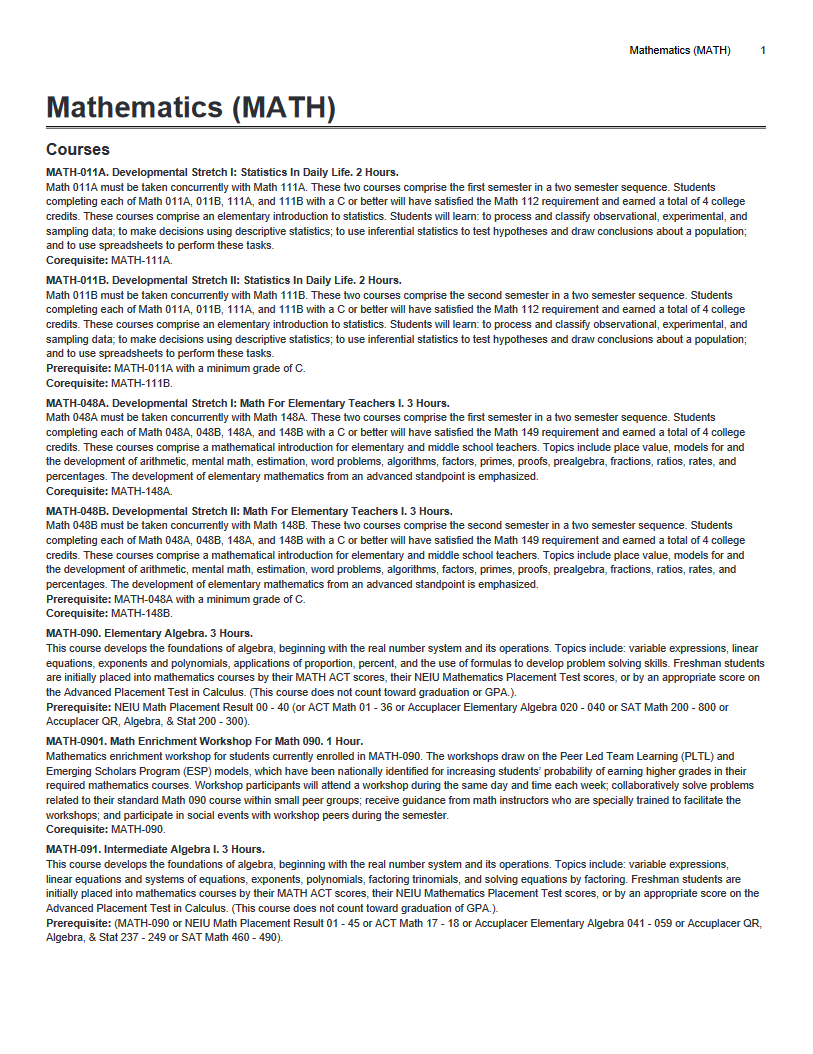 Mathematics (MATH) 1
Mathematics (MATH)
Courses
MATH-011A. Developmental Stretch I: Statistics In Daily Life. 2 Hours.
Math 011A must be taken concurrently with Math 111A. These two courses comprise the first semester in a two semester sequence. Students
completing each of Math 011A, 011B, 111A, and 111B with a C or better will have satisfied the Math 112 requirement and earned a total of 4 college
credits. These courses comprise an elementary introduction to statistics. Students will learn: to process and classify observational, experimental, and
sampling data; to make decisions using descriptive statistics; to use inferential statistics to test hypotheses and draw conclusions about a population;
and to use spreadsheets to perform these tasks.
Corequisite: MATH-111A.
MATH-011B. Developmental Stretch II: Statistics In Daily Life. 2 Hours.
Math 011B must be taken concurrently with Math 111B. These two courses comprise the second semester in a two semester sequence. Students
completing each of Math 011A, 011B, 111A, and 111B with a C or better will have satisfied the Math 112 requirement and earned a total of 4 college
credits. These courses comprise an elementary introduction to statistics. Students will learn: to process and classify observational, experimental, and
sampling data; to make decisions using descriptive statistics; to use inferential statistics to test hypotheses and draw conclusions about a population;
and to use spreadsheets to perform these tasks.
Prerequisite: MATH-011A with a minimum grade of C.
Corequisite: MATH-111B.
MATH-048A. Developmental Stretch I: Math For Elementary Teachers I. 3 Hours.
Math 048A must be taken concurrently with Math 148A. These two courses comprise the first semester in a two semester sequence. Students
completing each of Math 048A, 048B, 148A, and 148B with a C or better will have satisfied the Math 149 requirement and earned a total of 4 college
credits. These courses comprise a mathematical introduction for elementary and middle school teachers. Topics include place value, models for and
the development of arithmetic, mental math, estimation, word problems, algorithms, factors, primes, proofs, prealgebra, fractions, ratios, rates, and
percentages. The development of elementary mathematics from an advanced standpoint is emphasized.
Corequisite: MATH-148A.
MATH-048B. Developmental Stretch II: Math For Elementary Teachers I. 3 Hours.
Math 048B must be taken concurrently with Math 148B. These two courses comprise the second semester in a two semester sequence. Students
completing each of Math 048A, 048B, 148A, and 148B with a C or better will have satisfied the Math 149 requirement and earned a total of 4 college
credits. These courses comprise a mathematical introduction for elementary and middle school teachers. Topics include place value, models for and
the development of arithmetic, mental math, estimation, word problems, algorithms, factors, primes, proofs, prealgebra, fractions, ratios, rates, and
percentages. The development of elementary mathematics from an advanced standpoint is emphasized.
Prerequisite: MATH-048A with a minimum grade of C.
Corequisite: MATH-148B.
MATH-090. Elementary Algebra. 3 Hours.
This course develops the foundations of algebra, beginning with the real number system and its operations. Topics include: variable expressions, linear
equations, exponents and polynomials, applications of proportion, percent, and the use of formulas to develop problem solving skills. Freshman students
are initially placed into mathematics courses by their MATH ACT scores, their NEIU Mathematics Placement Test scores, or by an appropriate score on
the Advanced Placement Test in Calculus. (This course does not count toward graduation or GPA.).
Prerequisite: NEIU Math Placement Result 00 - 40 (or ACT Math 01 - 36 or Accuplacer Elementary Algebra 020 - 040 or SAT Math 200 - 800 or
Accuplacer QR, Algebra, & Stat 200 - 300).
MATH-0901. Math Enrichment Workshop For Math 090. 1 Hour.
Mathematics enrichment workshop for students currently enrolled in MATH-090. The workshops draw on the Peer Led Team Learning (PLTL) and
Emerging Scholars Program (ESP) models, which have been nationally identified for increasing students' probability of earning higher grades in their
required mathematics courses. Workshop participants will attend a workshop during the same day and time each week; collaboratively solve problems
related to their standard Math 090 course within small peer groups; receive guidance from math instructors who are specially trained to facilitate the
workshops; and participate in social events with workshop peers during the semester.
Corequisite: MATH-090.
MATH-091. Intermediate Algebra I. 3 Hours.
This course develops the foundations of algebra, beginning with the real number system and its operations. Topics include: variable expressions,
linear equations and systems of equations, exponents, polynomials, factoring trinomials, and solving equations by factoring. Freshman students are
initially placed into mathematics courses by their MATH ACT scores, their NEIU Mathematics Placement Test scores, or by an appropriate score on the
Advanced Placement Test in Calculus. (This course does not count toward graduation of GPA.).
Prerequisite: (MATH-090 or NEIU Math Placement Result 01 - 45 or ACT Math 17 - 18 or Accuplacer Elementary Algebra 041 - 059 or Accuplacer QR,
Algebra, & Stat 237 - 249 or SAT Math 460 - 490).